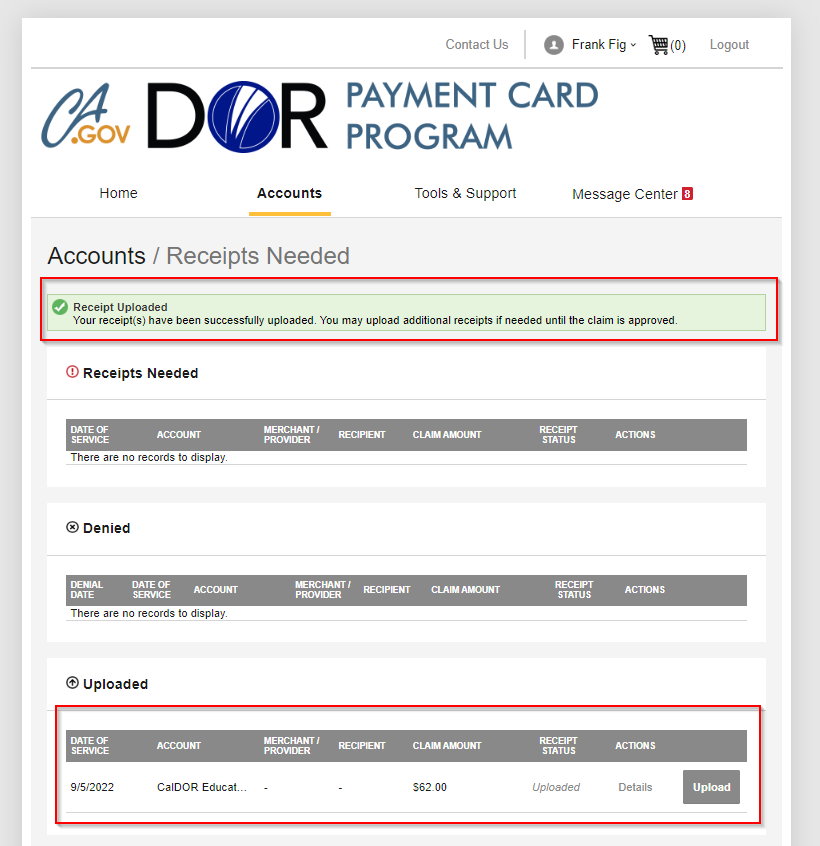 Contact Us Frank Fig (0) Logout
CA.GOV DOR PAYMENT CARD
PROGRAM
Home Accounts Tools & Support Message Center 8
Accounts / Receipts Needed
Receipt Uploaded
Your receipt(s) have been successfully uploaded. You may upload additional receipts if needed until the claim is approved.
Receipts Needed
DATE OF SERVICE ACCOUNT MERCHANT / PROVIDER RECIPIENT CLAIM AMOUNT RECEIPT STATUS ACTIONS
There are no records to display.
Denied
DENIAL DATE DATE OF SERVICE ACCOUNT MERCHANT / PROVIDER RECIPIENT CLAIM AMOUNT RECEIPT STATUS ACTIONS
There are no records to display.
Uploaded
DATE OF SERVICE ACCOUNT MERCHANT / PROVIDER RECIPIENT CLAIM AMOUNT RECEIPT STATUS ACTIONS
9/5/2022 CalDOR Educat... - - $62.00 Uploaded Details Upload